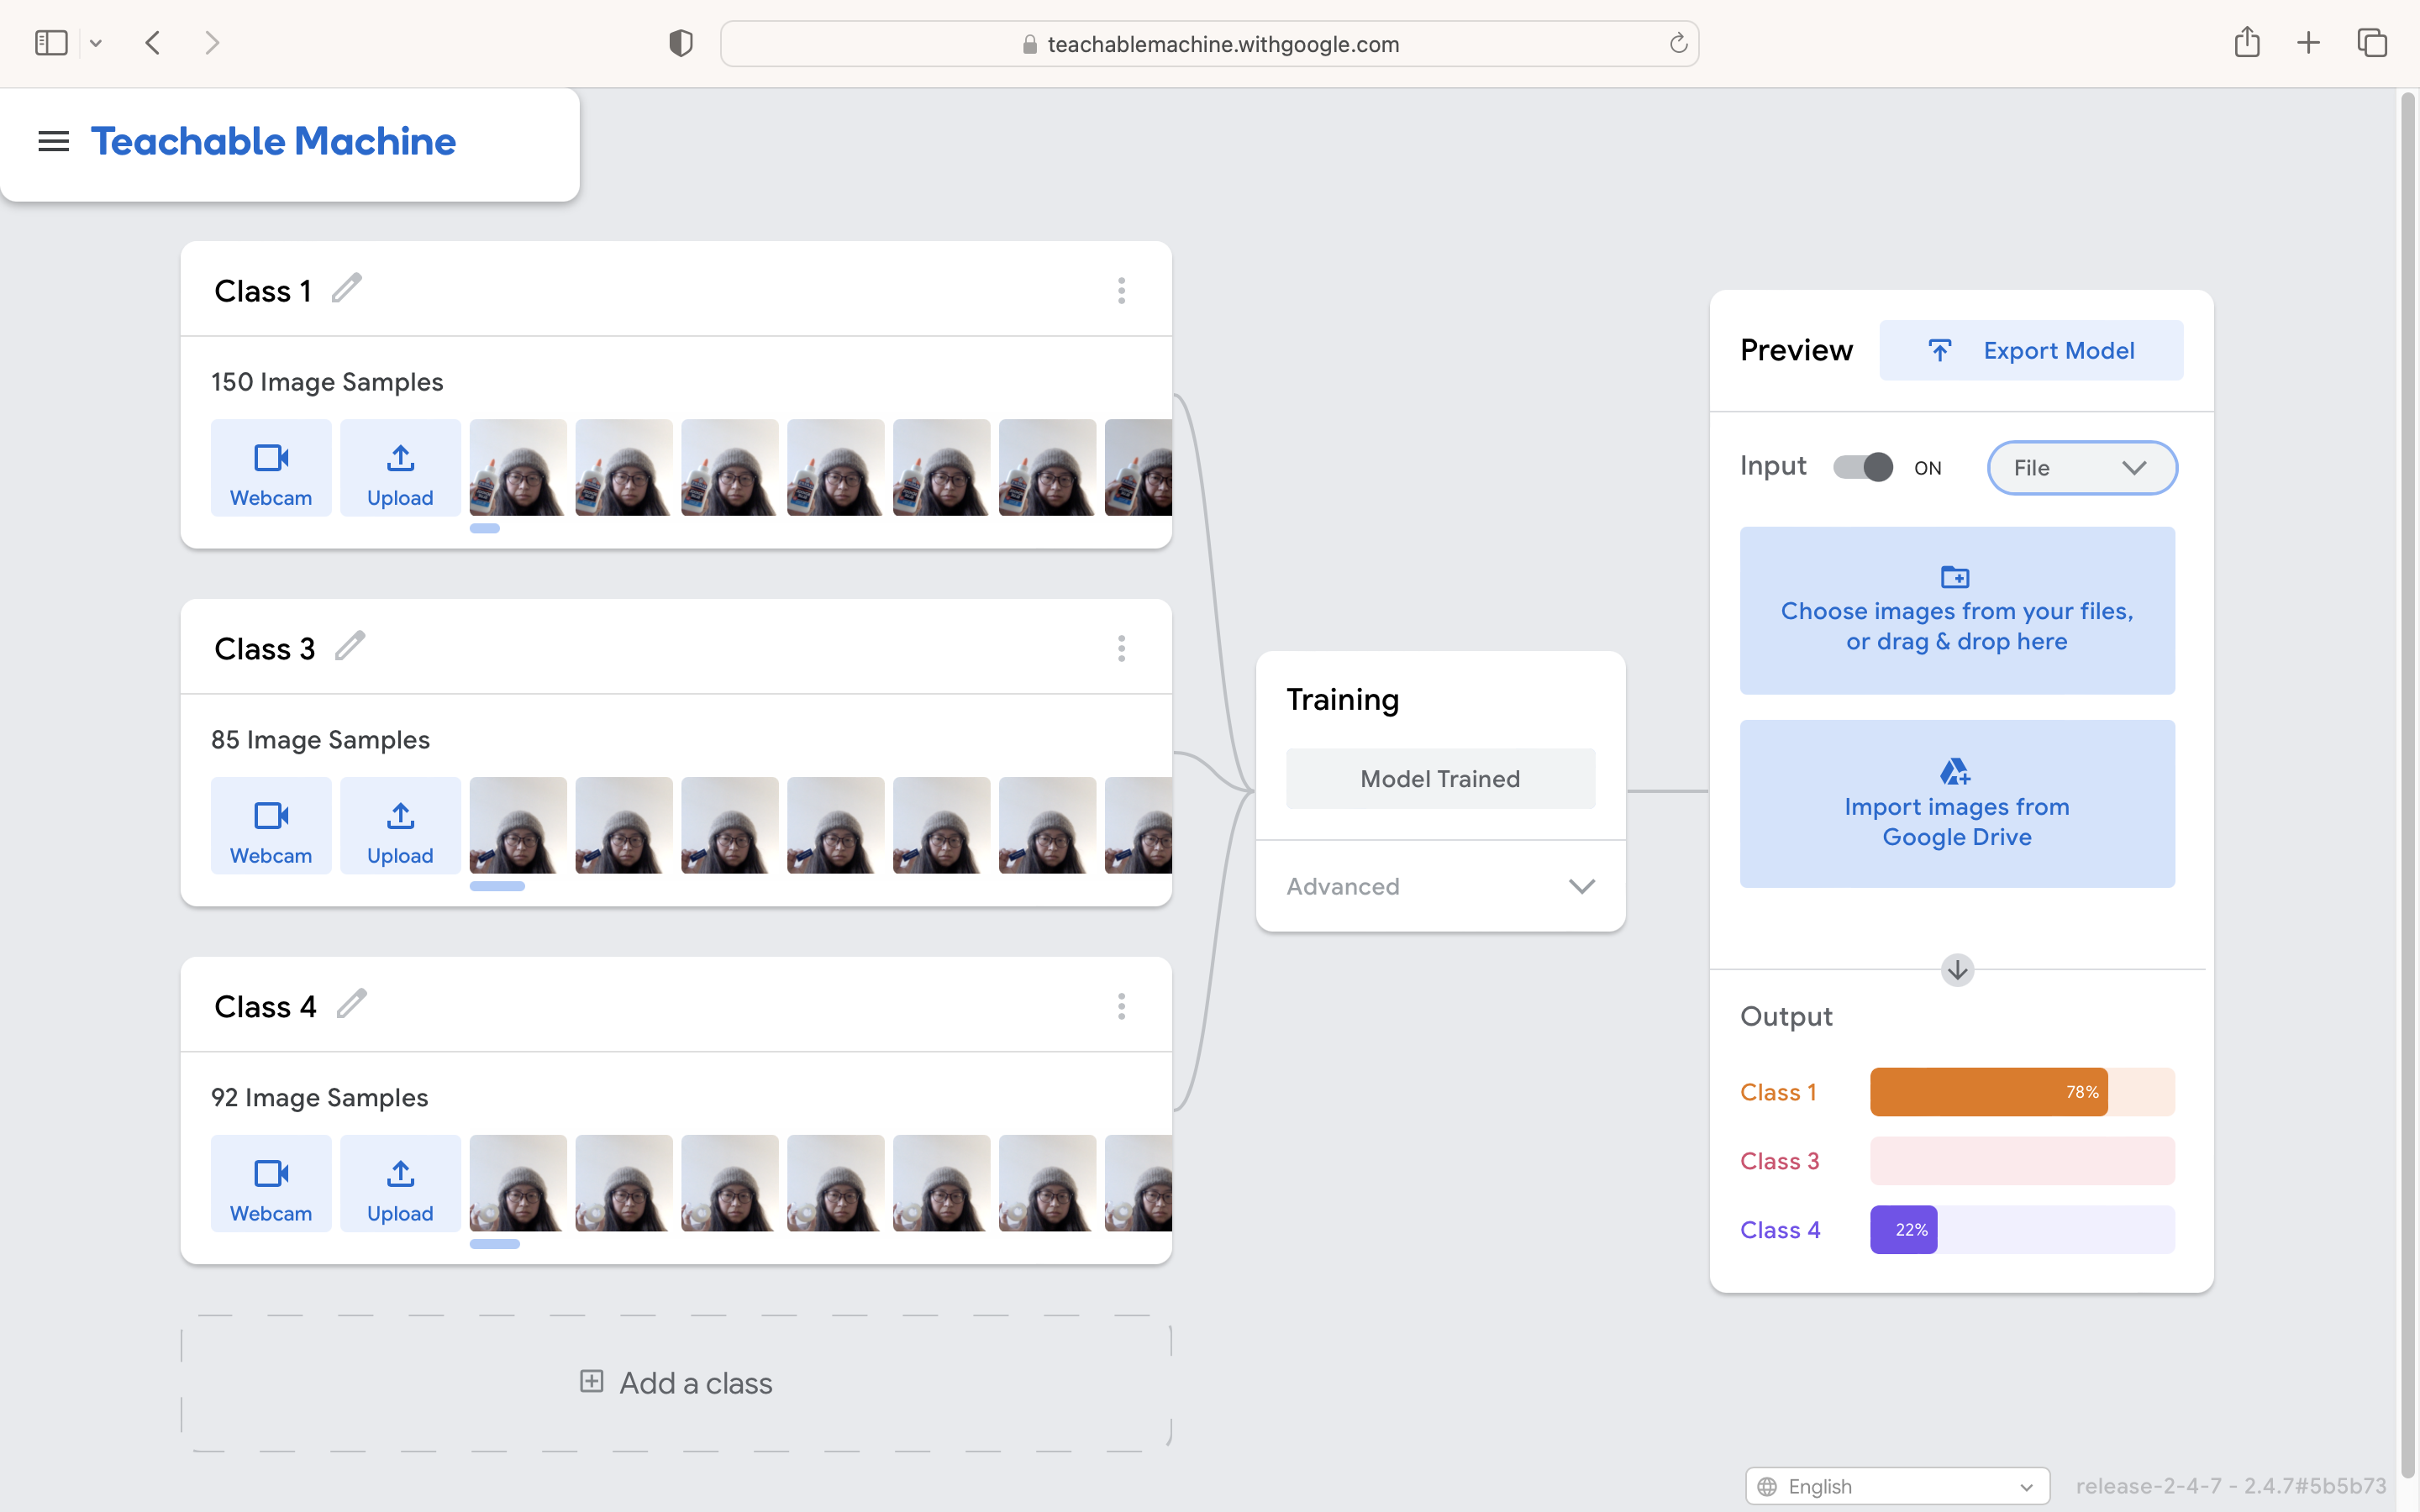 teachablemachine.withgoogle.com
Teachable Machine
Class 1
150 Image Samples
Webcam
Upload
Class 3
85 Image Samples
Webcam
Upload
Class 4
92 Image Samples
Webcam
Upload
Add a class
Training
Model Trained
Advanced
Preview
Export Model
Input
ON
File
Choose images from your files,
or drag & drop here
Import images from
Google Drive
Output
Class 1
78%
Class 3
Class 4
22%
English
release-2-4-7 - 2.4.7#5b5b73